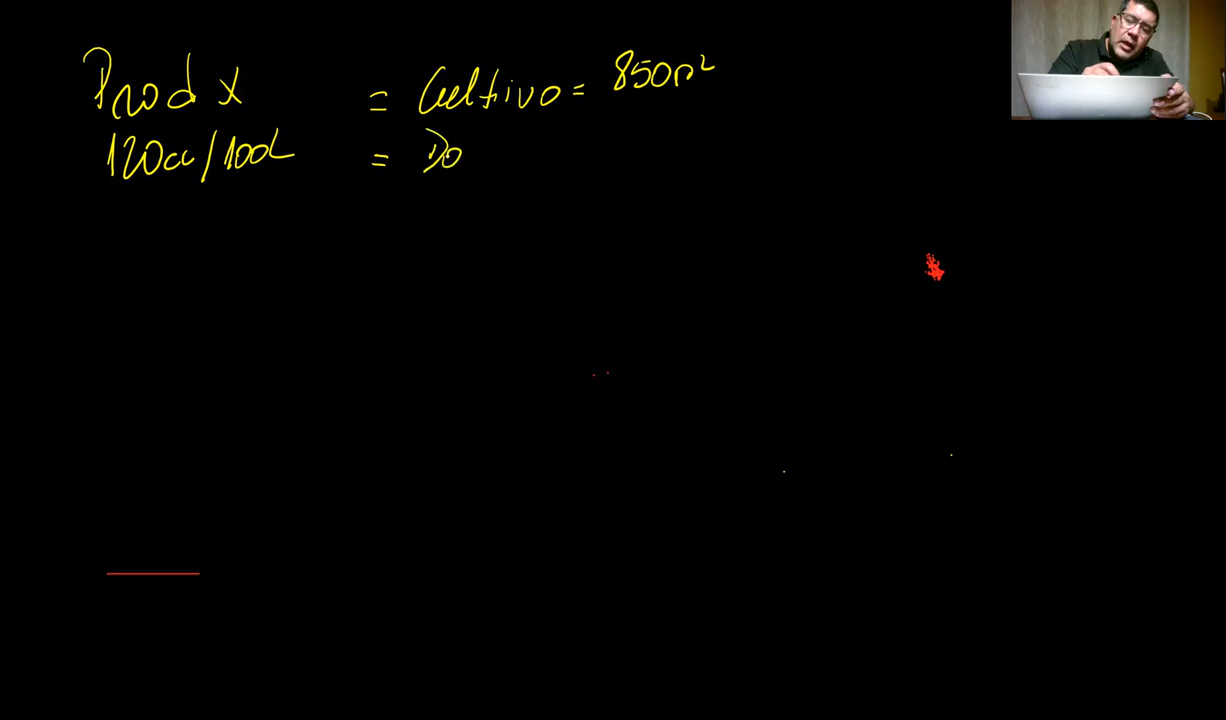 Prod X = Cultivo = 850m²
120cc/100L = Do